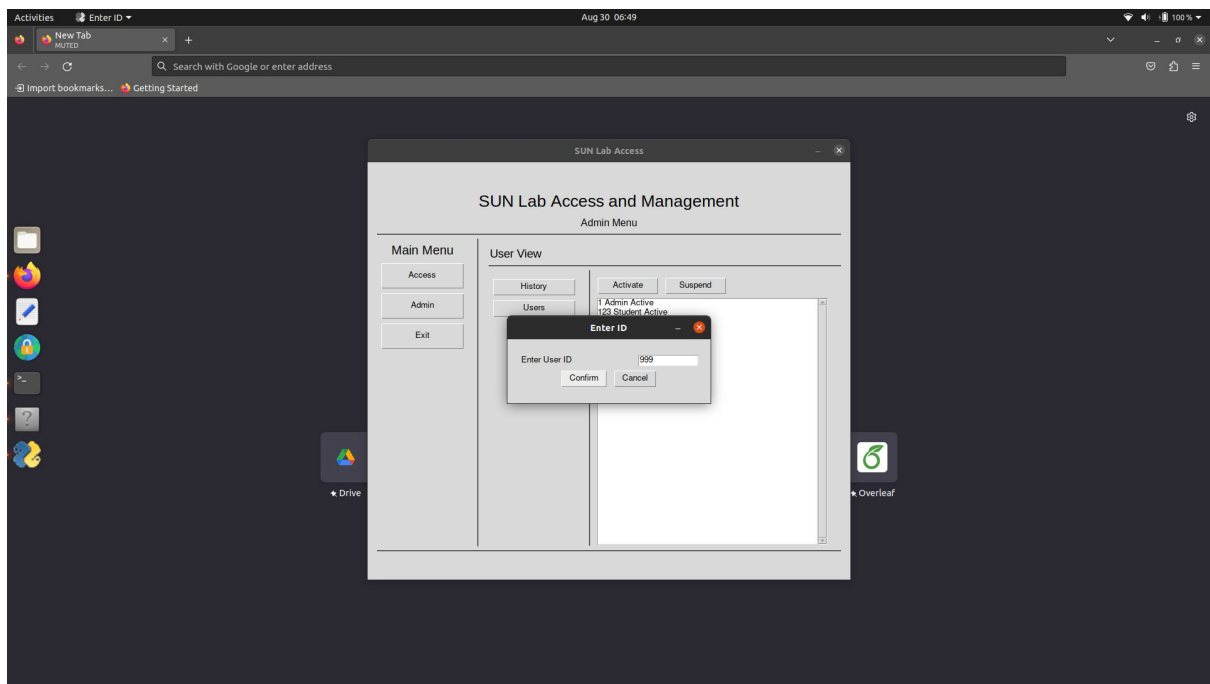 Activities Enter ID Aug 30 06:49 100 %
New Tab
MUTED
Search with Google or enter address
Import bookmarks... Getting Started
SUN Lab Access
SUN Lab Access and Management
Admin Menu
Main Menu
Access
Admin
Exit
User View
History
Users
Activate Suspend
1 Admin Active
123 Student Active
Enter ID
Enter User ID 999
Confirm Cancel
Drive
Overleaf